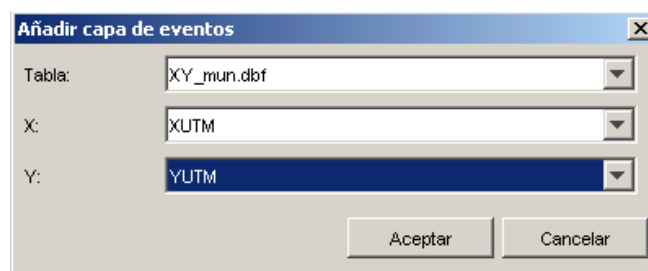 Añadir capa de eventos
Tabla: XY_mun.dbf
X: XUTM
Y: YUTM
Aceptar Cancelar